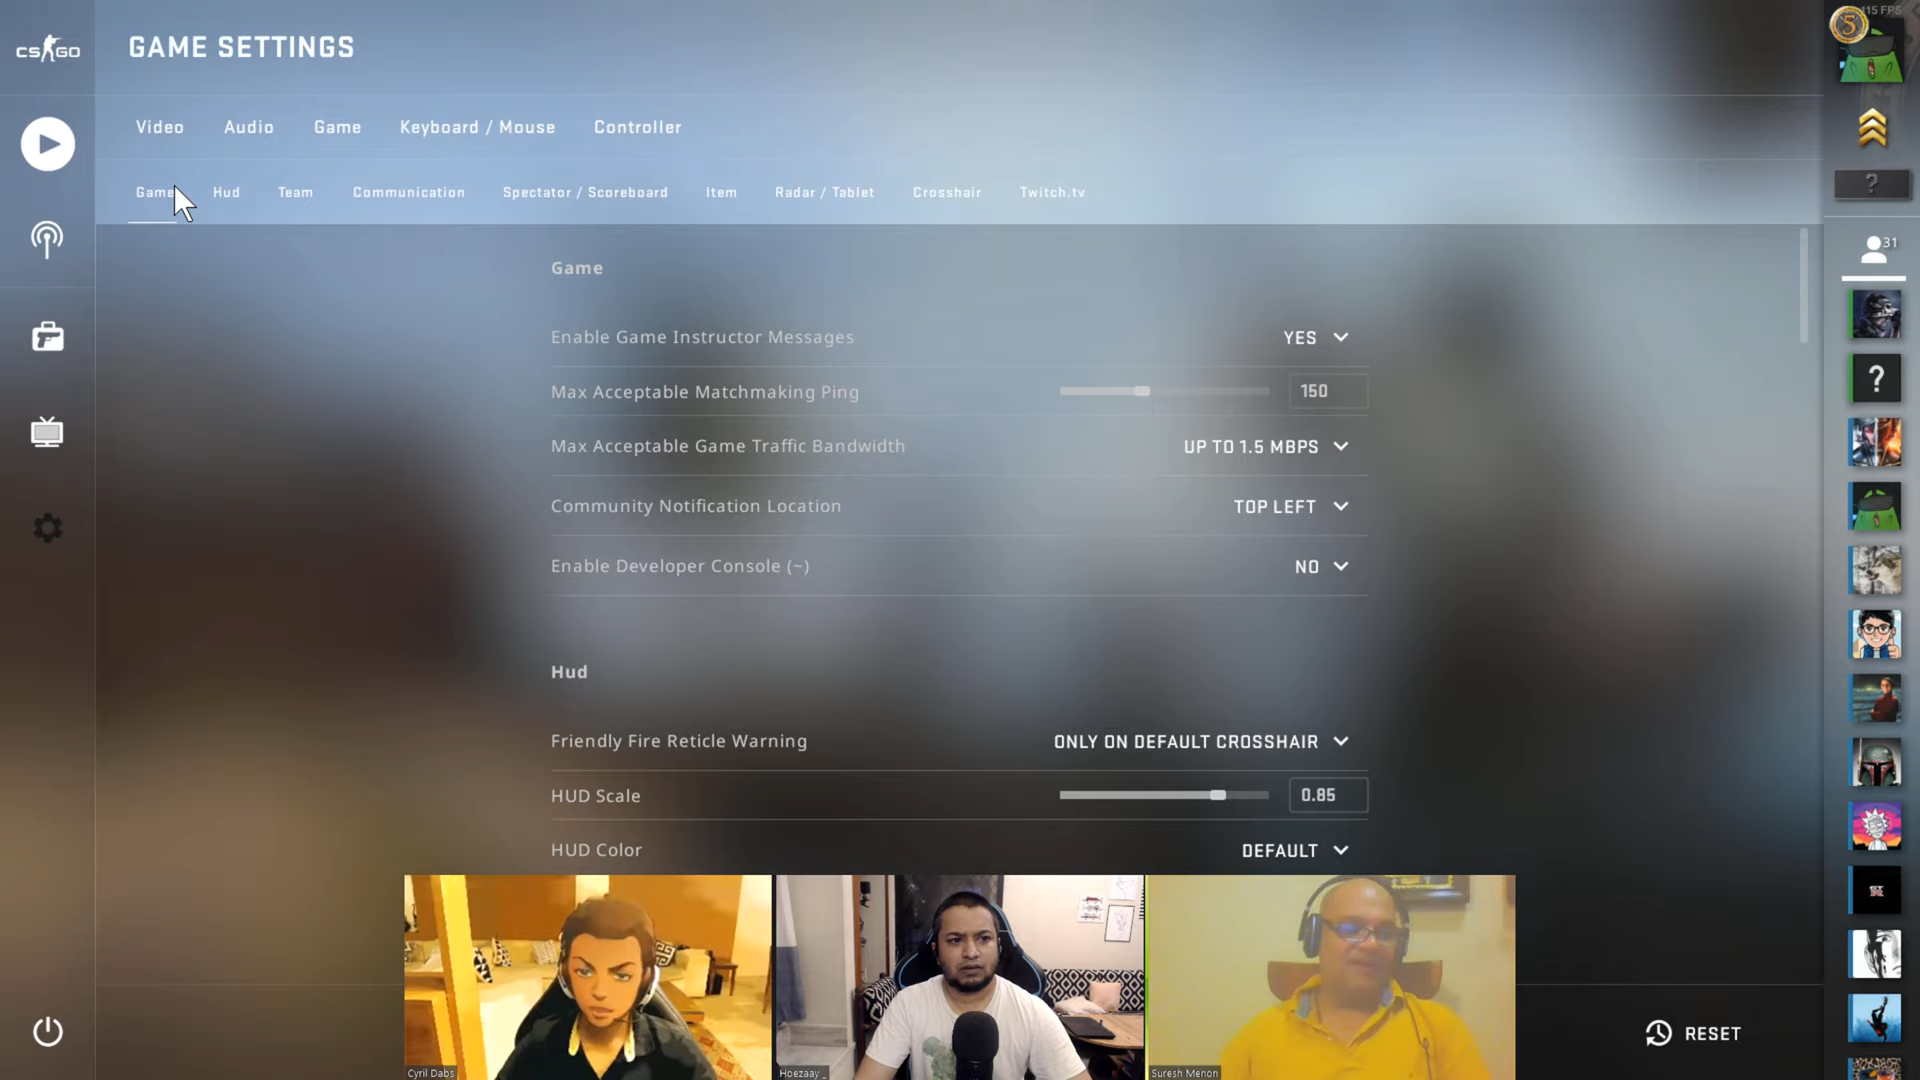 CS GO
GAME SETTINGS
5
115 FPS
Video Audio Game Keyboard / Mouse Controller
Game Hud Team Communication Spectator / Scoreboard Item Radar / Tablet Crosshair Twitch.tv
?
31
Game
Enable Game Instructor Messages YES
?
Max Acceptable Matchmaking Ping 150
Max Acceptable Game Traffic Bandwidth UP TO 1.5 MBPS
Community Notification Location TOP LEFT
Enable Developer Console (~) NO
Hud
Friendly Fire Reticle Warning ONLY ON DEFAULT CROSSHAIR
HUD Scale 0.85
HUD Color DEFAULT
RESET
Cyril Dabs Hoezaay _ Suresh Menon